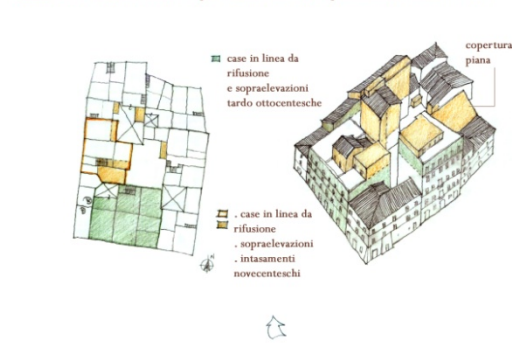 case in linea da
rifusione
e sopraelevazioni
tardo ottocentesche
copertura
piana
. case in linea da
rifusione
. sopraelevazioni
. intasamenti
novecenteschi